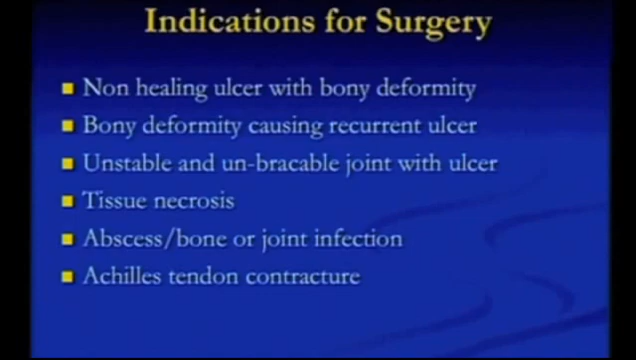 Indications for Surgery
Non healing ulcer with bony deformity
Bony deformity causing recurrent ulcer
Unstable and un-bracable joint with ulcer
Tissue necrosis
Abscess/bone or joint infection
Achilles tendon contracture